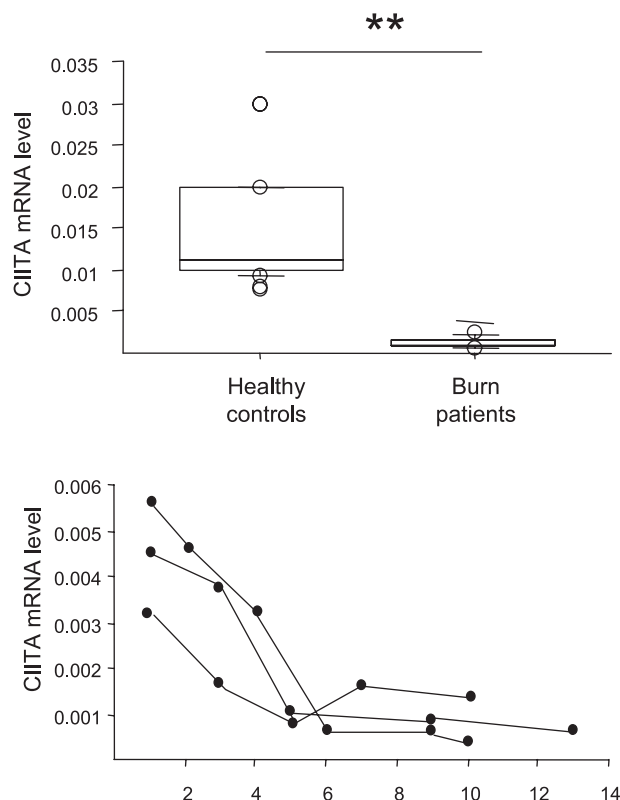 **
0.035
0.03
0.025
0.02
0.015
0.01
0.005
CIITA mRNA level
Healthy
controls
Burn
patients
0.006
0.005
0.004
0.003
0.002
0.001
CIITA mRNA level
2 4 6 8 10 12 14